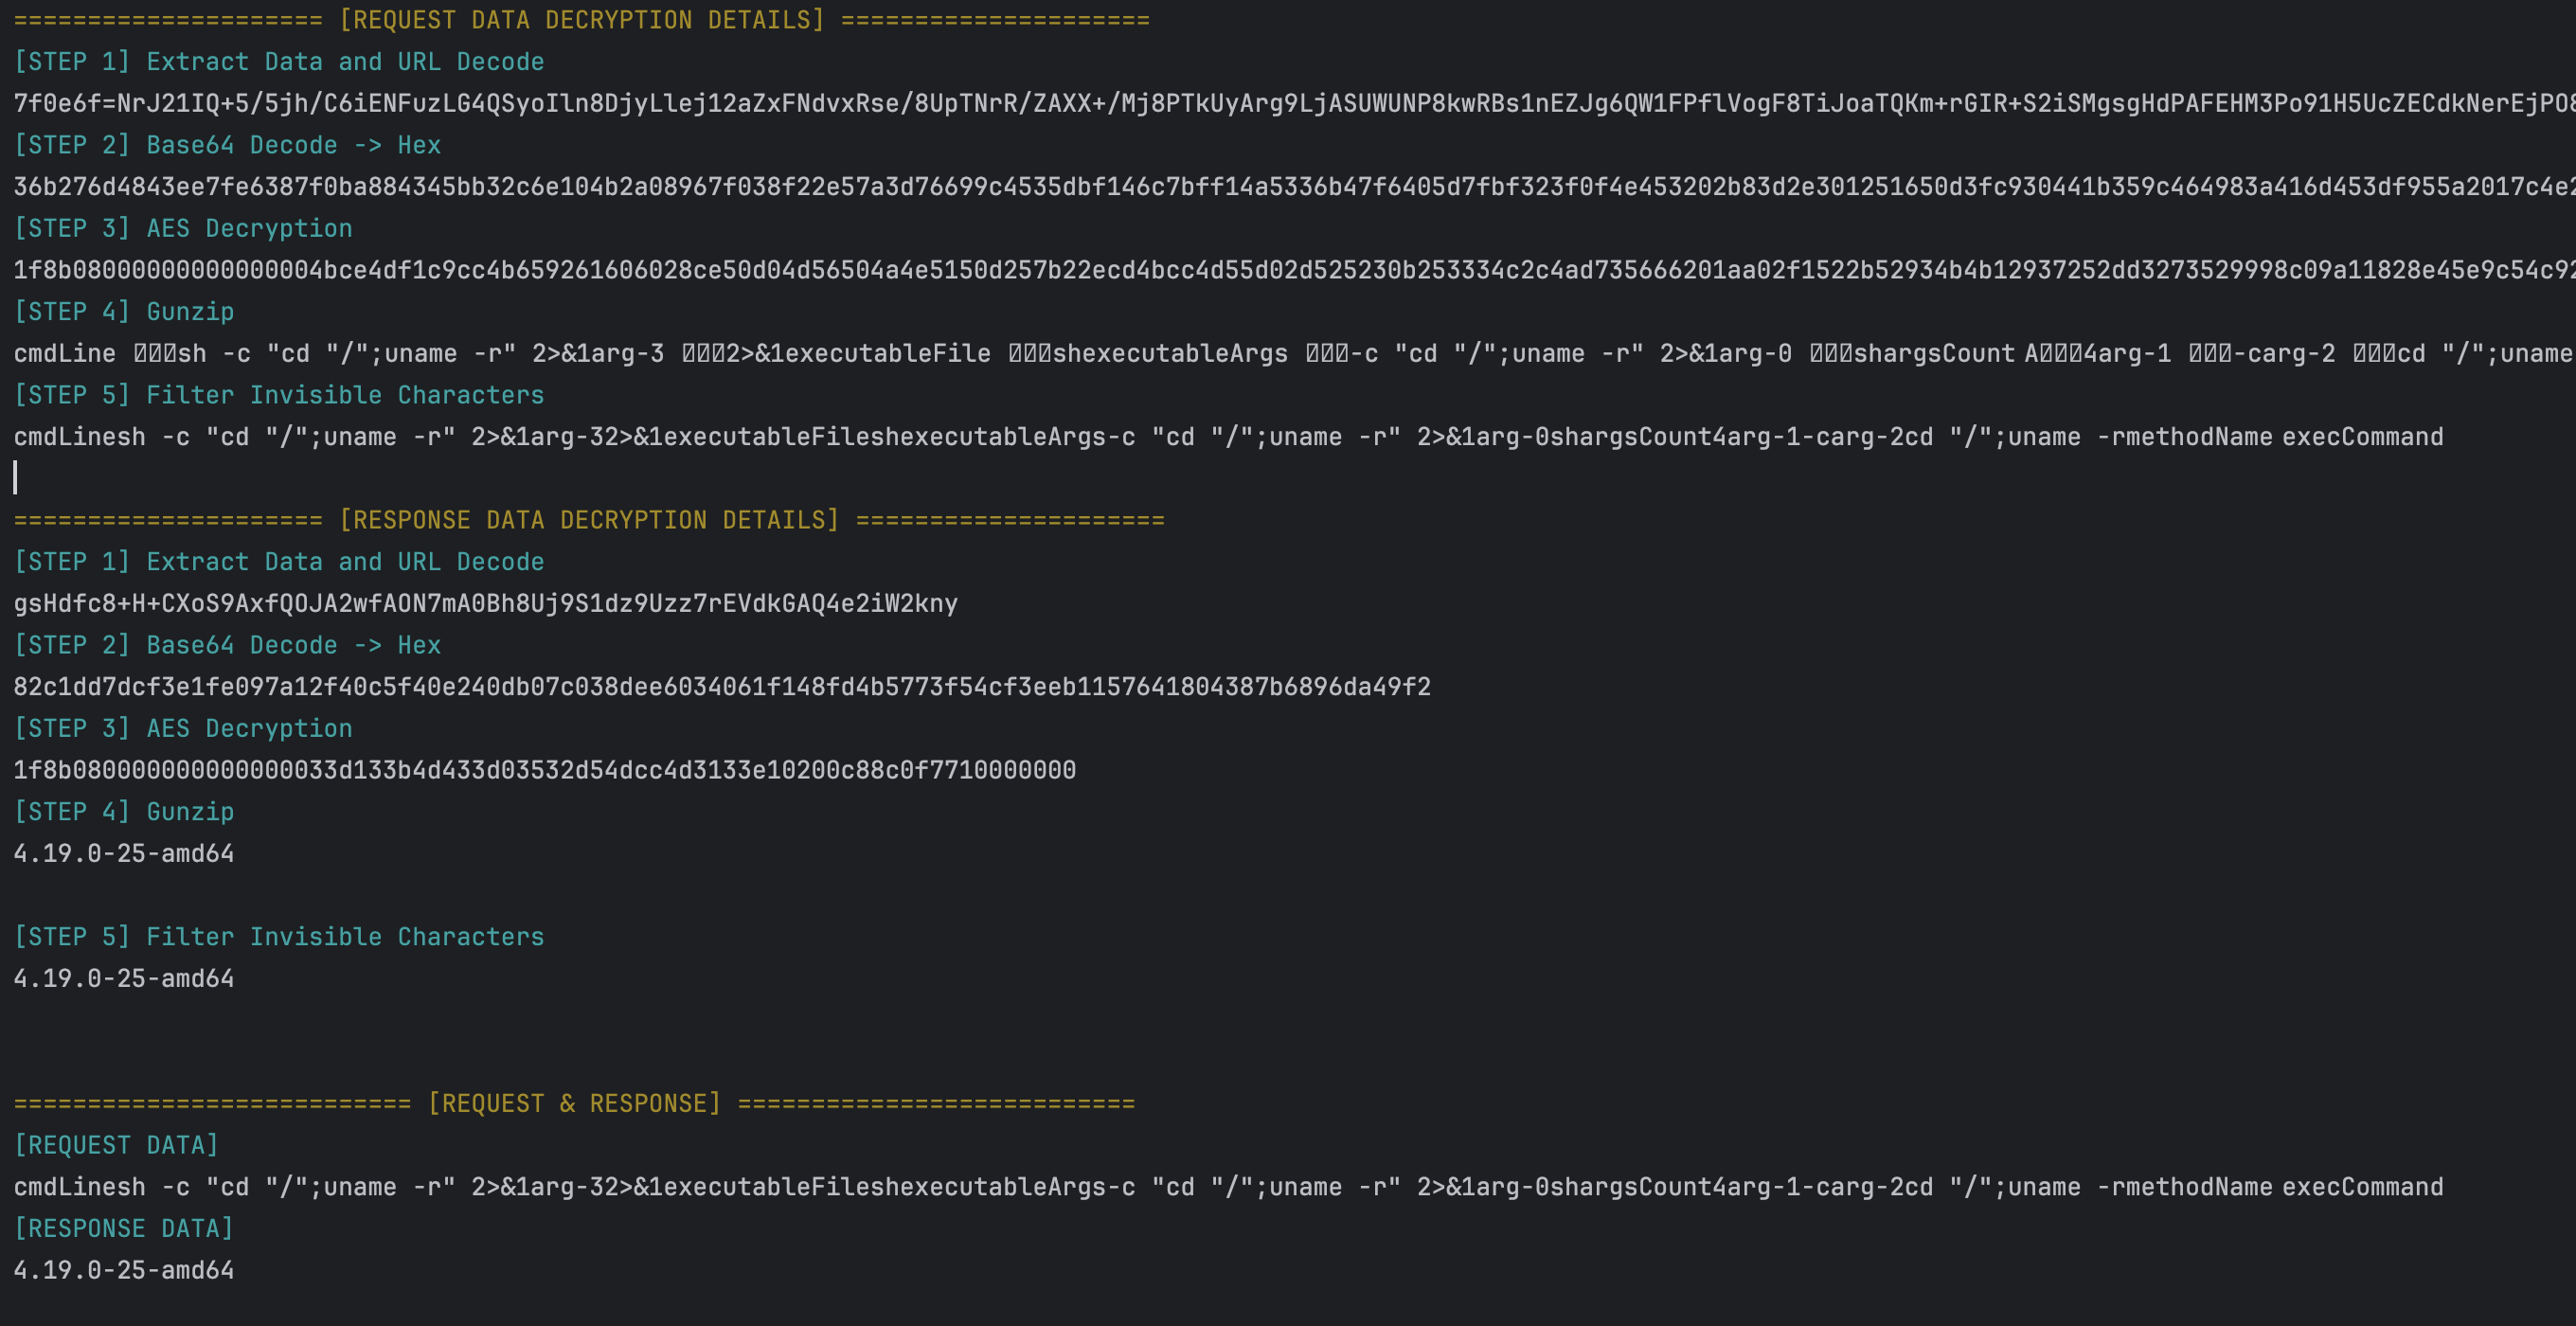 ===================== [REQUEST DATA DECRYPTION DETAILS] =====================
[STEP 1] Extract Data and URL Decode
7f0e6f=NrJ21IQ+5/5jh/C6iENFuzLG4QSyoIln8DjyLlej12aZxFNdvxRse/8UpTNrR/ZAXX+/Mj8PTkUyArg9LjASUWUNP8kwRBs1nEZJg6QW1FPflVogF8TiJoaTQKm+rGIR+S2iSMgsgHdPAFEHM3Po91H5UcZECdkNerEjPO8
[STEP 2] Base64 Decode -> Hex
36b276d4843ee7fe6387f0ba884345bb32c6e104b2a08967f038f22e57a3d76699c4535dbf146c7bff14a5336b47f6405d7fbf323f0f4e453202b83d2e301251650d3fc930441b359c464983a416d453df955a2017c4e2
[STEP 3] AES Decryption
1f8b08000000000000004bce4df1c9cc4b659261606028ce50d04d56504a4e5150d257b22ecd4bcc4d55d02d525230b253334c2c4ad735666201aa02f1522b52934b4b12937252dd3273529998c09a11828e45e9c54c92
[STEP 4] Gunzip
cmdLine sh -c "cd "/";uname -r" 2>&1arg-3 2>&1executableFile shexecutableArgs -c "cd "/";uname -r" 2>&1arg-0 shargsCount A4arg-1 -carg-2 cd "/";uname
[STEP 5] Filter Invisible Characters
cmdLinesh -c "cd "/";uname -r" 2>&1arg-32>&1executableFileshexecutableArgs-c "cd "/";uname -r" 2>&1arg-0shargsCount4arg-1-carg-2cd "/";uname -rmethodName execCommand
===================== [RESPONSE DATA DECRYPTION DETAILS] =====================
[STEP 1] Extract Data and URL Decode
gsHdfc8+H+CXoS9AxfQOJA2wfAON7mA0Bh8Uj9S1dz9Uzz7rEVdkGAQ4e2iW2kny
[STEP 2] Base64 Decode -> Hex
82c1dd7dcf3e1fe097a12f40c5f40e240db07c038dee6034061f148fd4b5773f54cf3eeb1157641804387b6896da49f2
[STEP 3] AES Decryption
1f8b080000000000000033d133b4d433d03532d54dcc4d3133e10200c88c0f7710000000
[STEP 4] Gunzip
4.19.0-25-amd64
[STEP 5] Filter Invisible Characters
4.19.0-25-amd64
=========================== [REQUEST & RESPONSE] ===========================
[REQUEST DATA]
cmdLinesh -c "cd "/";uname -r" 2>&1arg-32>&1executableFileshexecutableArgs-c "cd "/";uname -r" 2>&1arg-0shargsCount4arg-1-carg-2cd "/";uname -rmethodName execCommand
[RESPONSE DATA]
4.19.0-25-amd64